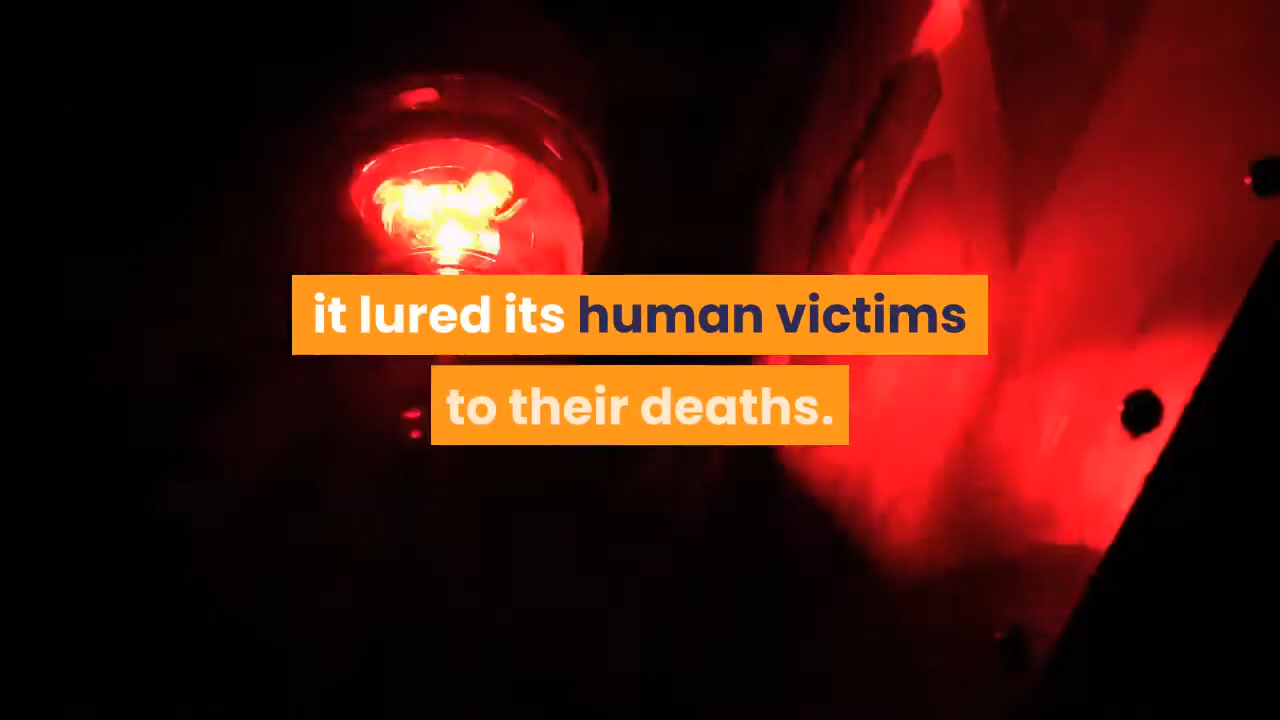 it lured its human victims
to their deaths.